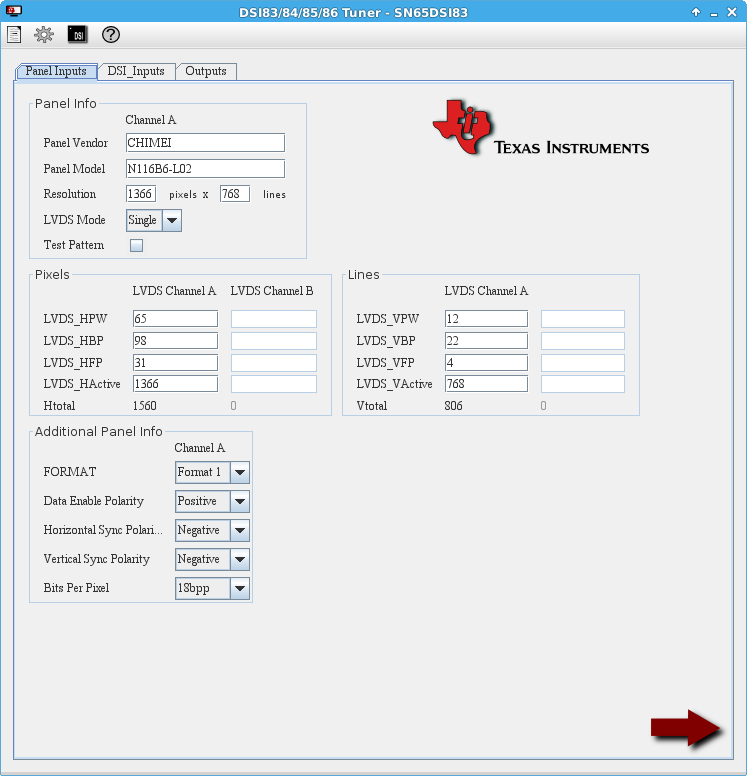 DSI83/84/85/86 Tuner - SN65DSI83
DSI
?
Panel Inputs DSI_Inputs Outputs
Panel Info
Channel A
Panel Vendor CHIMEI
Panel Model N116B6-L02
Resolution 1366 pixels x 768 lines
LVDS Mode Single
Test Pattern
TEXAS INSTRUMENTS
Pixels
LVDS Channel A LVDS Channel B
LVDS_HPW 65
LVDS_HBP 98
LVDS_HFP 31
LVDS_HActive 1366
Htotal 1560 0
Lines
LVDS Channel A
LVDS_VPW 12
LVDS_VBP 22
LVDS_VFP 4
LVDS_VActive 768
Vtotal 806 0
Additional Panel Info
Channel A
FORMAT Format 1
Data Enable Polarity Positive
Horizontal Sync Polari... Negative
Vertical Sync Polarity Negative
Bits Per Pixel 18bpp